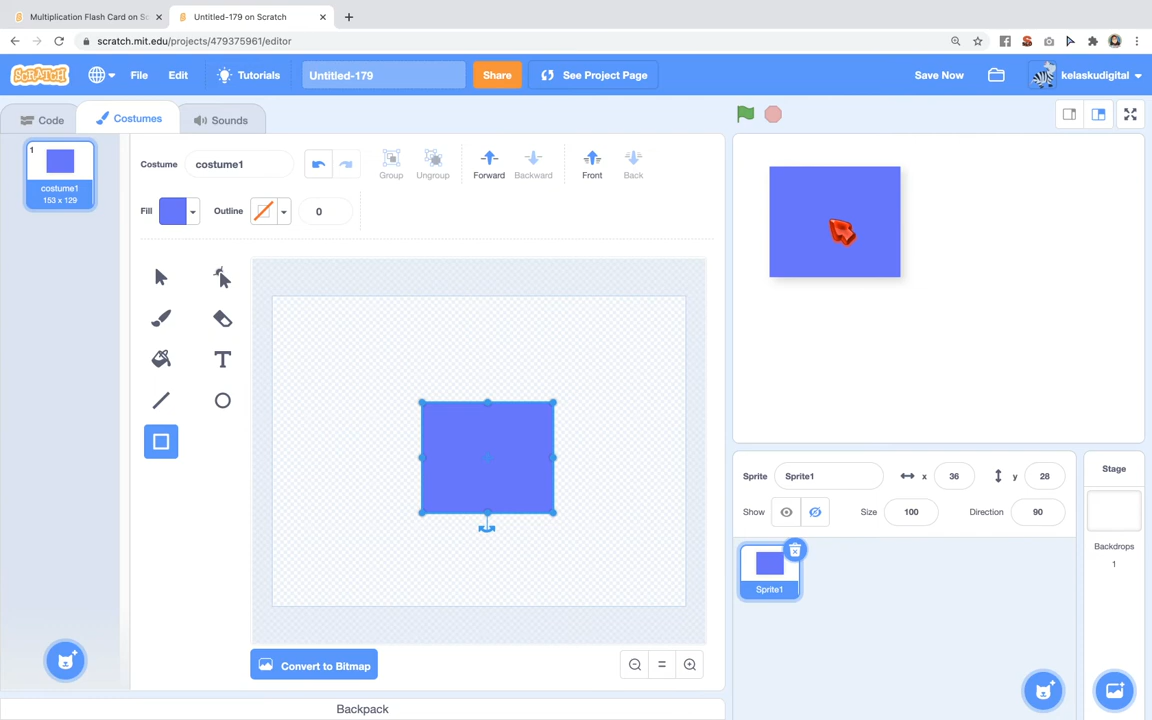 Multiplication Flash Card on Sc
Untitled-179 on Scratch
scratch.mit.edu/projects/479375961/editor
SCRATCH File Edit Tutorials Untitled-179 Share See Project Page Save Now kelaskudigital
Code Costumes Sounds
1
costume1
153 x 129
Costume costume1 Group Ungroup Forward Backward Front Back
Fill Outline 0
T
Convert to Bitmap
Backpack
Sprite Sprite1 x 36 y 28
Show Size 100 Direction 90
Sprite1
Stage
Backdrops
1